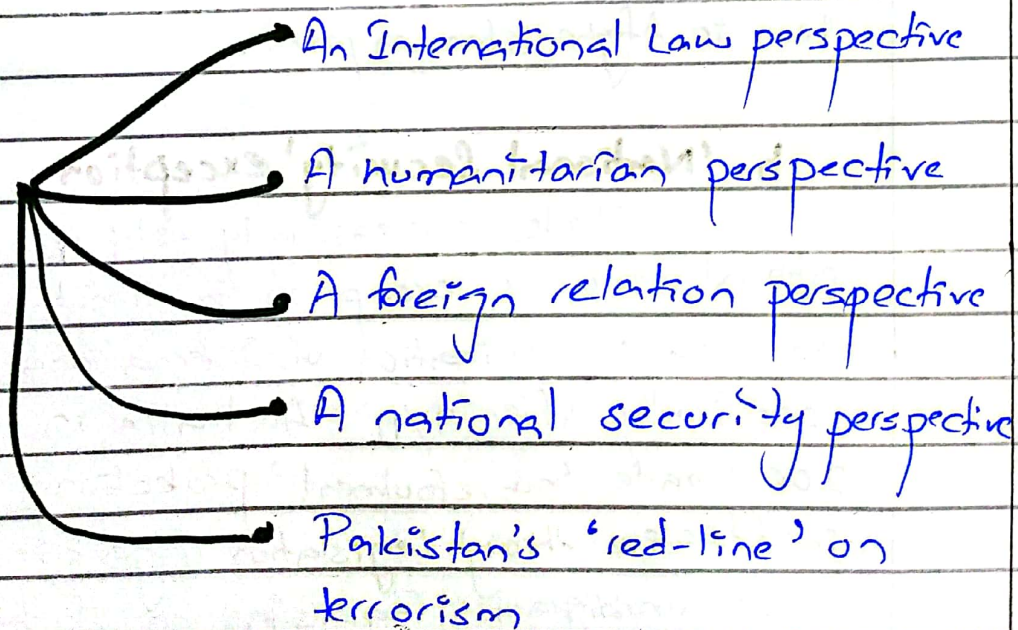 An International Law perspective
A humanitarian perspective
A foreign relation perspective
A national security perspective
Pakistan's 'red-line' on
terrorism